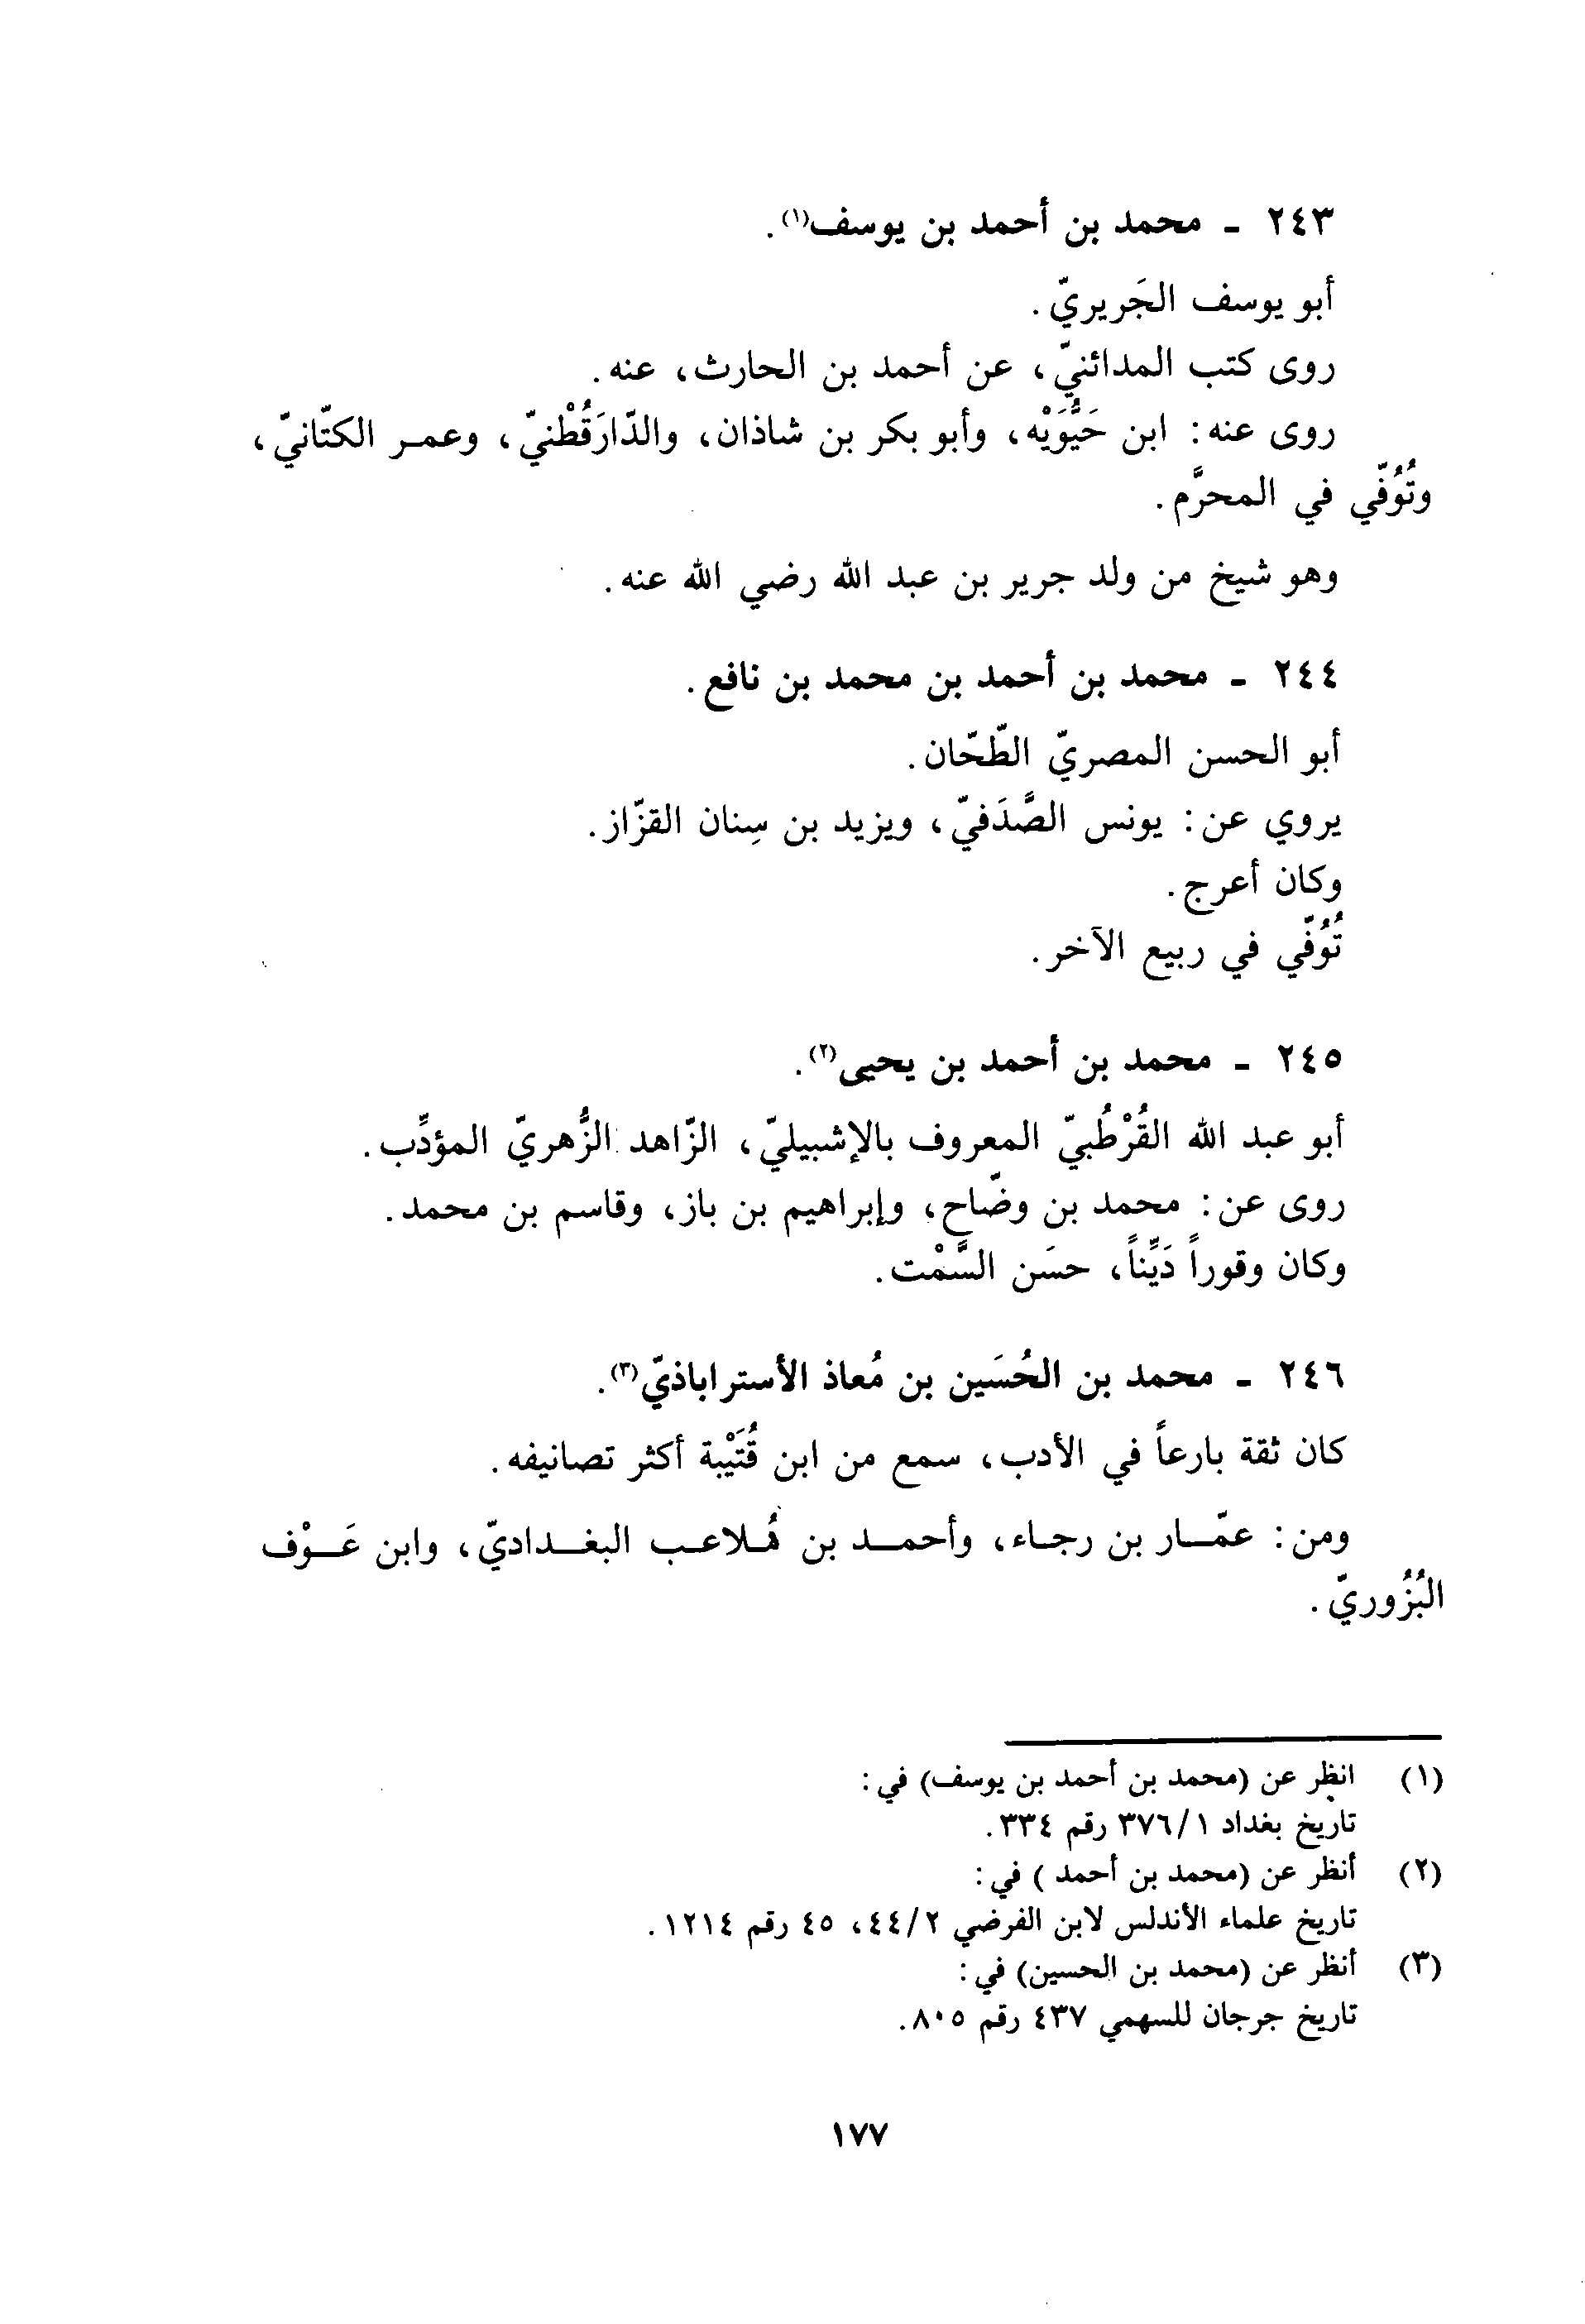 ٢٤٣ - محمد بن أحمد بن يوسف(١).
أبو يوسف الجَريريّ.
روى كتب المدائنيّ، عن أحمد بن الحارث، عنه.
روى عنه: ابن حَيُّوَيْه، وأبو بكر بن شاذان، والدّارَقُطْنيّ، وعمر الكتّانيّ،
وتُوُفّي في المحرَّم.
وهو شيخ من ولد جرير بن عبد الله رضي الله عنه.
٢٤٤ - محمد بن أحمد بن محمد بن نافع.
أبو الحسن المصريّ الطّحّان.
يروي عن: يونس الصَّدَفيّ، ويزيد بن سِنان القزّاز.
وكان أعرج.
تُوُفّي في ربيع الآخر.
٢٤٥ - محمد بن أحمد بن يحيى(٢).
أبو عبد الله القُرْطُبيّ المعروف بالإشبيليّ، الزّاهد الزُّهريّ المؤدِّب.
روى عن: محمد بن وضّاح، وإبراهيم بن باز، وقاسم بن محمد.
وكان وقوراً دَيِّناً، حسَن السَّمْت.
٢٤٦ - محمد بن الحُسَين بن مُعاذ الأستراباذيّ(٣).
كان ثقة بارعاً في الأدب، سمع من ابن قُتَيْبة أكثر تصانيفه.
ومن: عمّار بن رجاء، وأحمد بن هُلاعب البغداديّ، وابن عَوْف
البُزُوريّ.
(١) انظر عن (محمد بن أحمد بن يوسف) في:
تاريخ بغداد ٣٧٦/١ رقم ٣٣٤.
(٢) أنظر عن (محمد بن أحمد ) في:
تاريخ علماء الأندلس لابن الفرضي ٤٤/٢، ٤٥ رقم ١٢١٤.
(٣) أنظر عن (محمد بن الحسين) في:
تاريخ جرجان للسهمي ٤٣٧ رقم ٨٠٥.
١٧٧